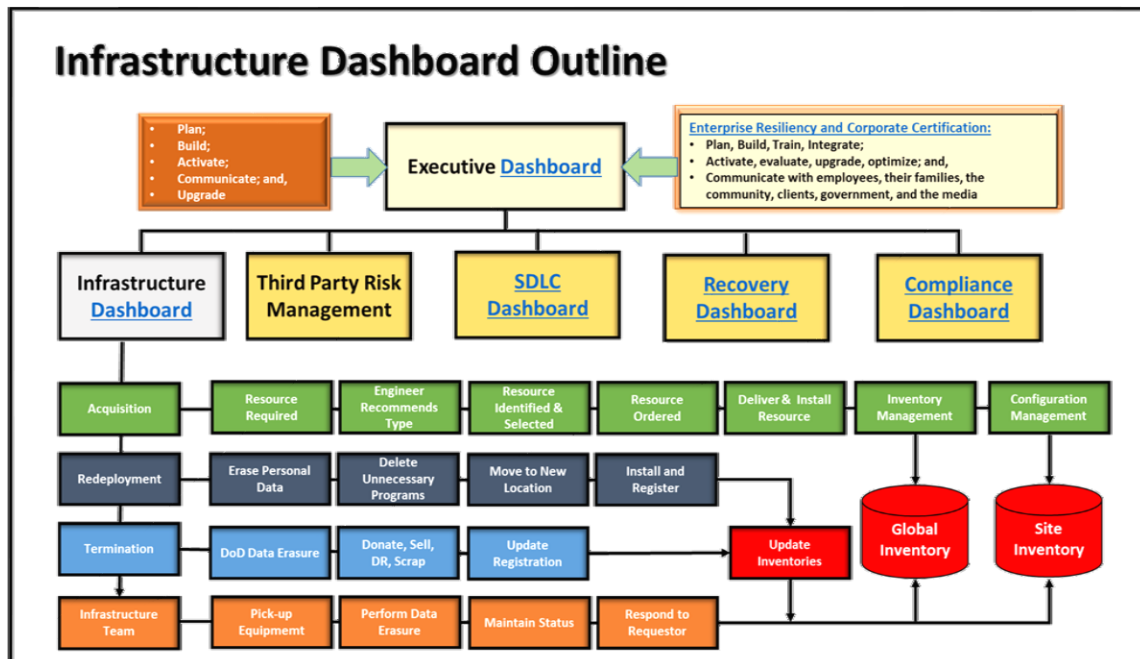 Infrastructure Dashboard Outline
• Plan;
• Build;
• Activate;
• Communicate; and,
• Upgrade
Executive Dashboard
Enterprise Resiliency and Corporate Certification:
• Plan, Build, Train, Integrate;
• Activate, evaluate, upgrade, optimize; and,
• Communicate with employees, their families, the
community, clients, government, and the media
Infrastructure
Dashboard
Third Party Risk
Management
SDLC
Dashboard
Recovery
Dashboard
Compliance
Dashboard
Acquisition
Resource
Required
Engineer
Recommends
Type
Resource
Identified &
Selected
Resource
Ordered
Deliver & Install
Resource
Inventory
Management
Configuration
Management
Redeployment
Erase Personal
Data
Delete
Unnecessary
Programs
Move to New
Location
Install and
Register
Global
Inventory
Site
Inventory
Termination
DoD Data Erasure
Donate, Sell,
DR, Scrap
Update
Registration
Update
Inventories
Infrastructure
Team
Pick-up
Equipmemt
Perform Data
Erasure
Maintain Status
Respond to
Requestor